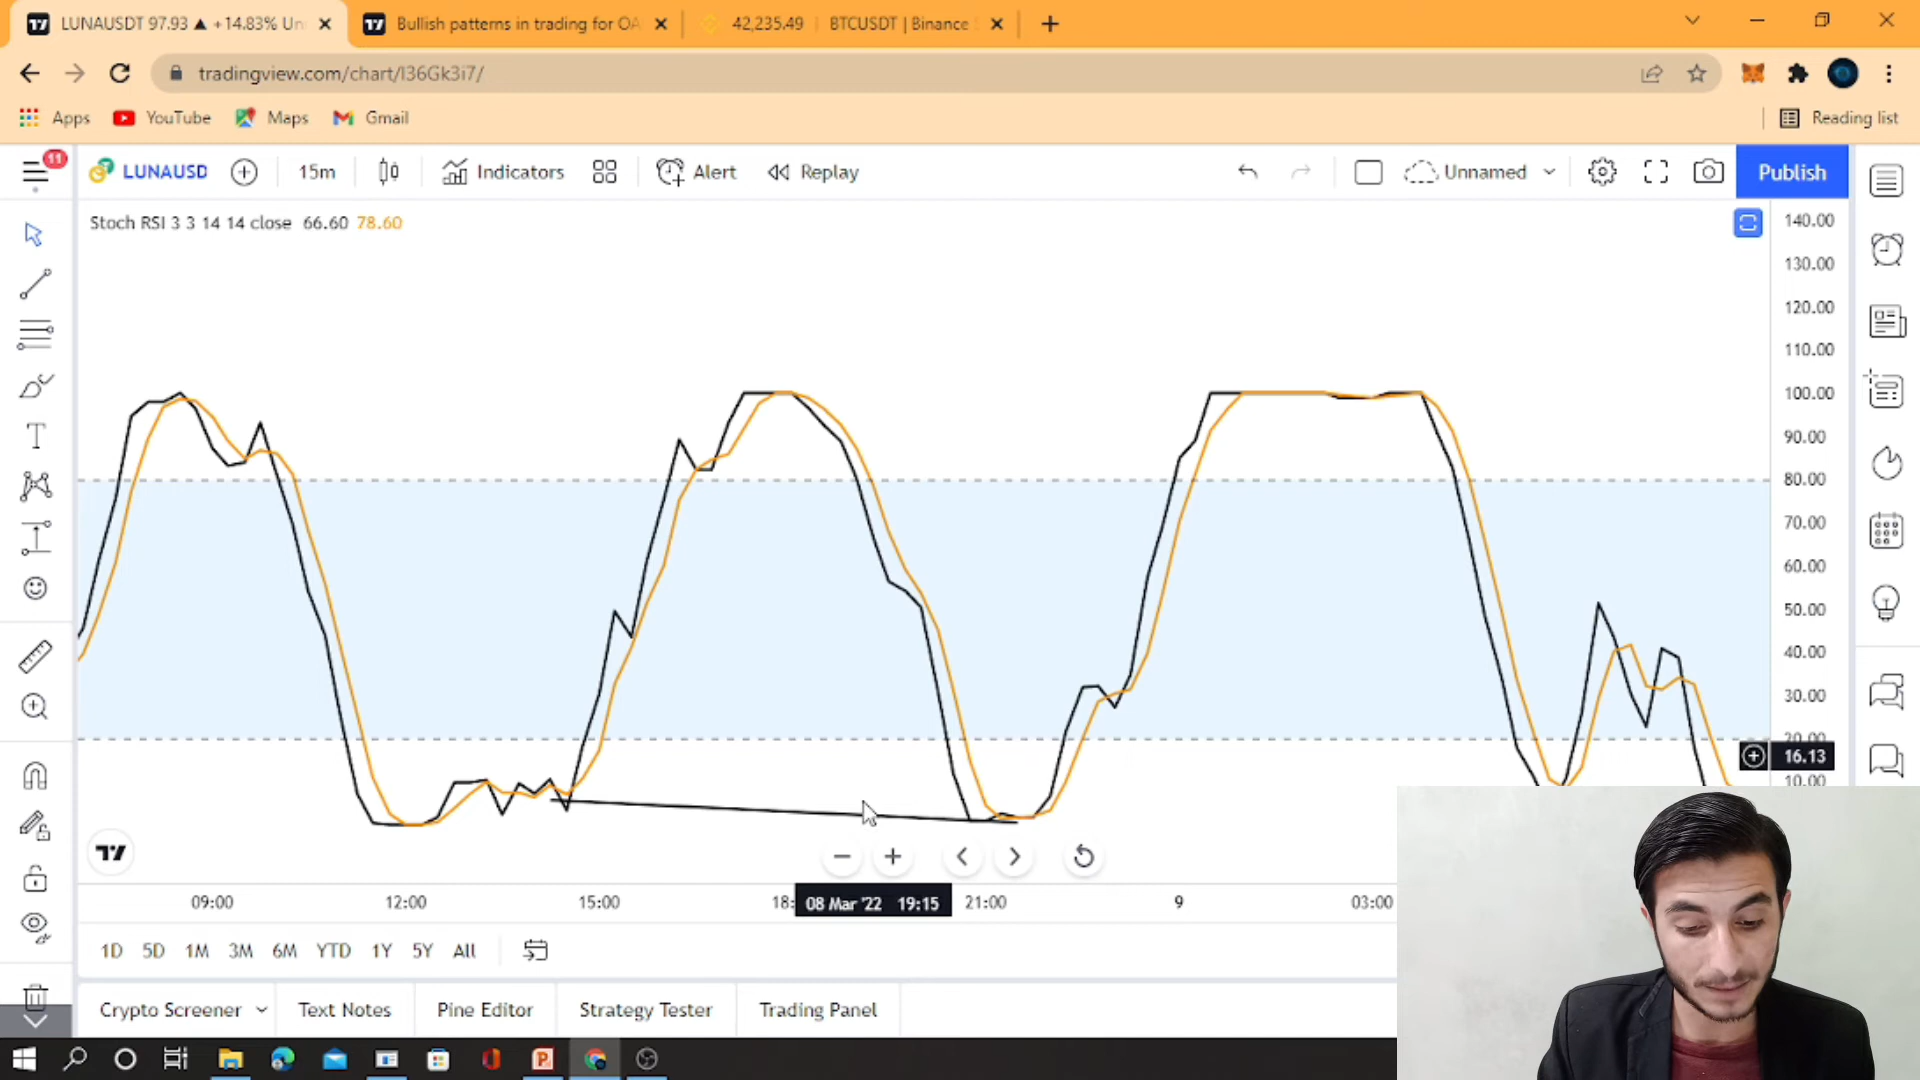 LUNAUSDT 97.93 ▲ +14.83% Un
Bullish patterns in trading for OA
42,235.49 BTCUSDT | Binance
tradingview.com/chart/I36Gk3i7/
Apps YouTube Maps Gmail Reading list
11
LUNAUSD 15m Indicators Alert Replay Unnamed Publish
Stoch RSI 3 3 14 14 close 66.60 78.60
140.00
130.00
120.00
110.00
100.00
90.00
80.00
70.00
60.00
50.00
40.00
30.00
20.00
16.13
10.00
09:00 12:00 15:00 18: 08 Mar '22 19:15 21:00 9 03:00
1D 5D 1M 3M 6M YTD 1Y 5Y All
Crypto Screener Text Notes Pine Editor Strategy Tester Trading Panel